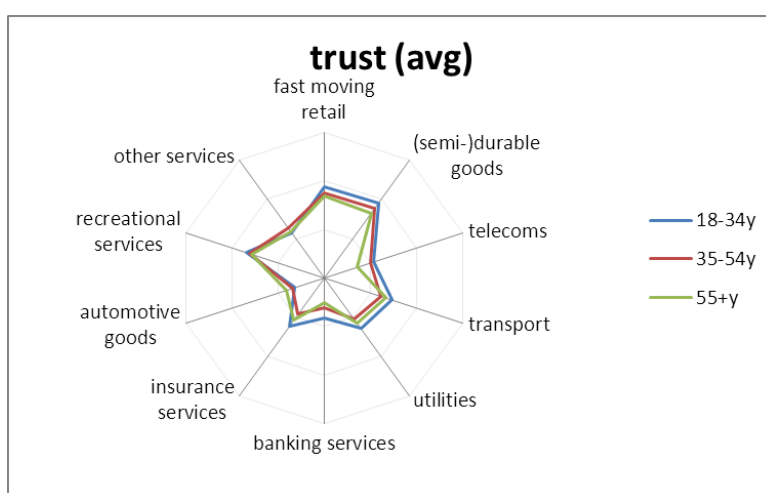 trust (avg)
fast moving
retail
(semi-)durable
goods
telecoms
transport
utilities
banking services
insurance
services
automotive
goods
recreational
services
other services
18-34y
35-54y
55+y